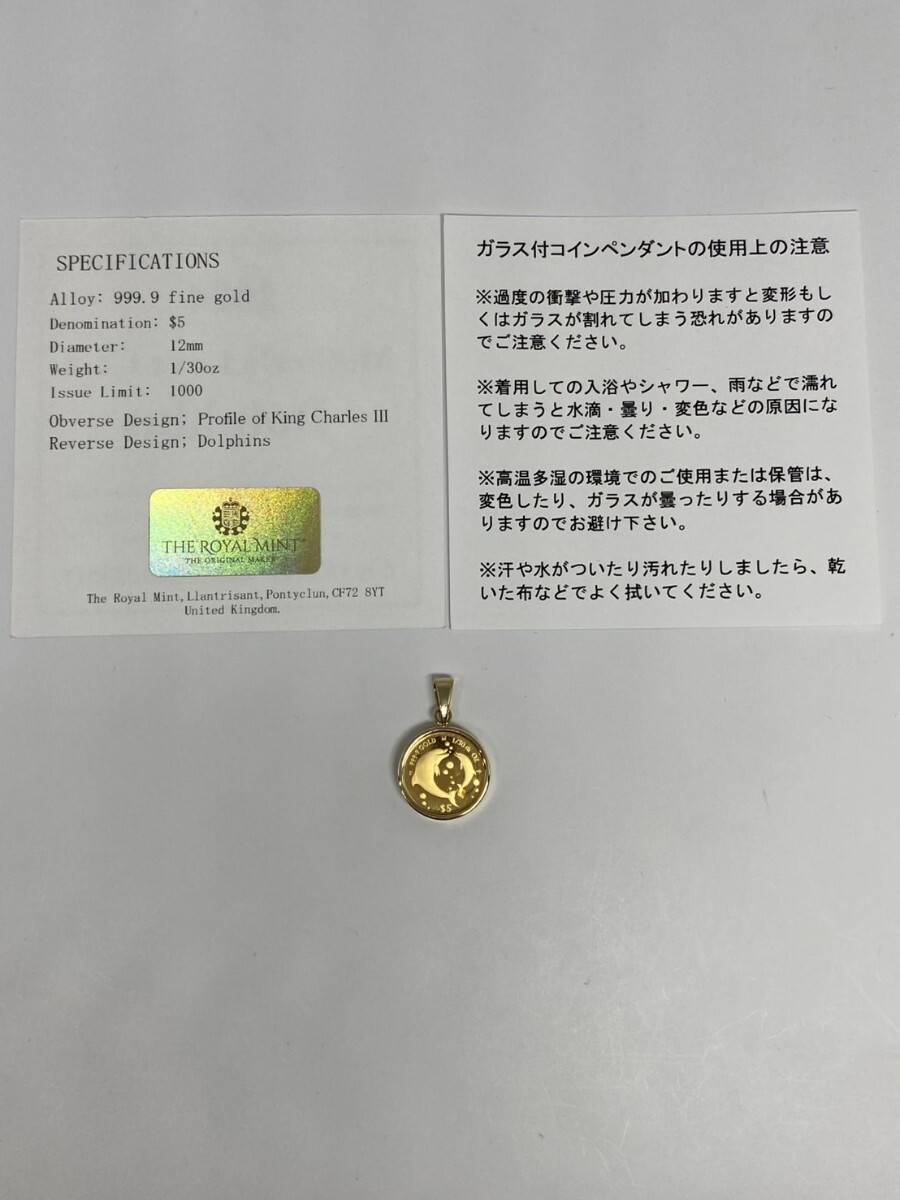 SPECIFICATIONS
Alloy: 999.9 fine gold
Denomination: $5
Diameter: 12mm
Weight: 1/30oz
Issue Limit: 1000
Obverse Design; Profile of King Charles III
Reverse Design; Dolphins
THE ROYAL MINT®
THE ORIGINAL MAKER
The Royal Mint,Llantrisant,Pontyclun,CF72 8YT
United Kingdom.
ガラス付コインペンダントの使用上の注意
※過度の衝撃や圧力が加わりますと変形もし
くはガラスが割れてしまう恐れがありますの
でご注意ください。
※着用しての入浴やシャワー、雨などで濡れ
てしまうと水滴・曇り・変色などの原因にな
りますのでご注意ください。
※高温多湿の環境でのご使用または保管は、
変色したり、ガラスが曇ったりする場合があ
りますのでお避け下さい。
※汗や水がついたり汚れたりしましたら、乾
いた布などでよく拭いてください。
GOLD
$5